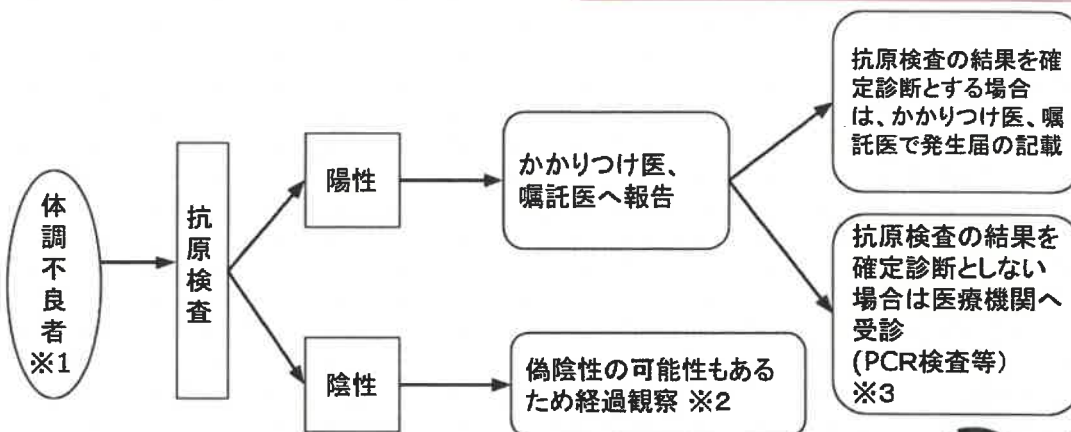 体
調
不
良
者
※1
抗
原
検
査
陽性
かかりつけ医、
嘱託医へ報告
抗原検査の結果を確
定診断とする場合
は、かかりつけ医、嘱
託医で発生届の記載
抗原検査の結果を
確定診断としない
場合は医療機関へ
受診
(PCR検査等)
※3
陰性
偽陰性の可能性もある
ため経過観察 ※2